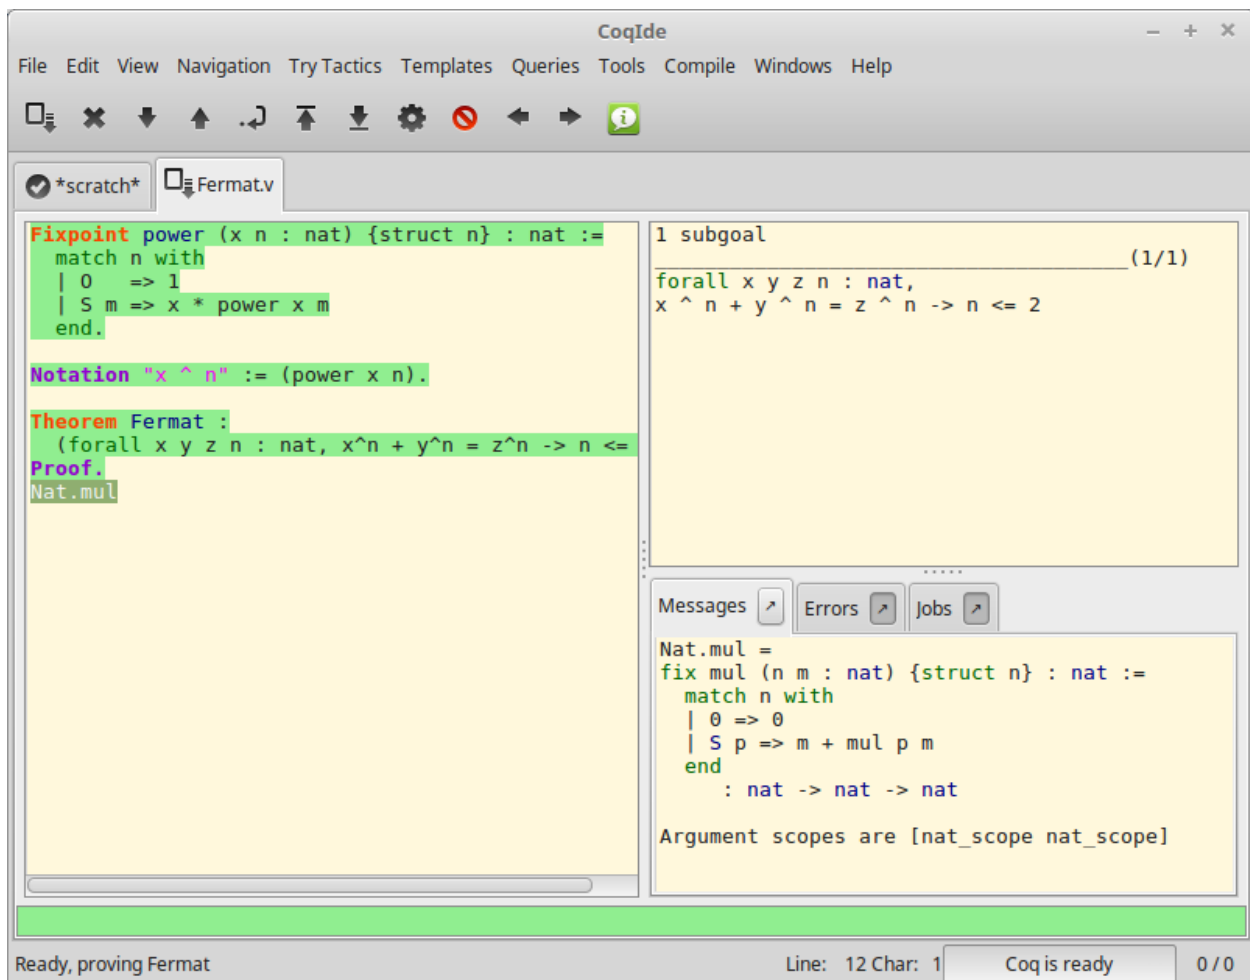 CoqIde
File Edit View Navigation Try Tactics Templates Queries Tools Compile Windows Help
*scratch*
Fermat.v
Fixpoint power (x n : nat) {struct n} : nat :=
  match n with
  | O   => 1
  | S m => x * power x m
  end.
Notation "x ^ n" := (power x n).
Theorem Fermat :
  (forall x y z n : nat, x^n + y^n = z^n -> n <=
Proof.
Nat.mul
1 subgoal
______________________________________(1/1)
forall x y z n : nat,
x ^ n + y ^ n = z ^ n -> n <= 2
Messages
Errors
Jobs
Nat.mul =
fix mul (n m : nat) {struct n} : nat :=
  match n with
  | 0 => 0
  | S p => m + mul p m
  end
     : nat -> nat -> nat
Argument scopes are [nat_scope nat_scope]
Ready, proving Fermat
Line: 12 Char: 1
Coq is ready
0 / 0